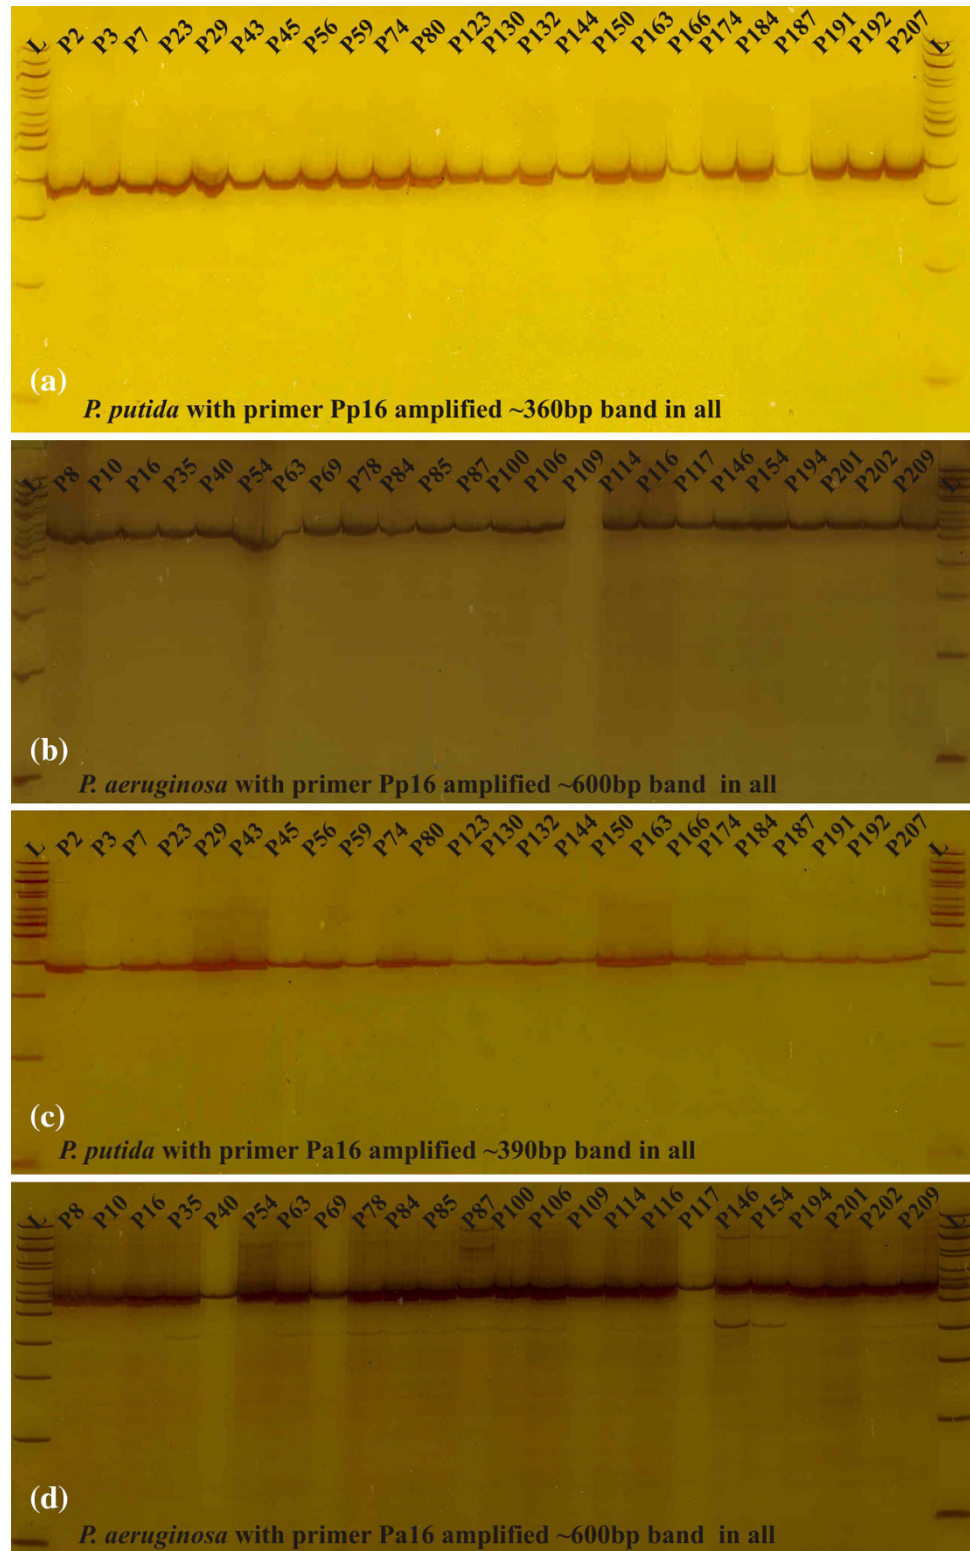 L P2 P3 P7 P23 P29 P43 P45 P56 P59 P74 P80 P123 P130 P132 P144 P150 P163 P166 P174 P184 P187 P191 P192 P207 L
(a)
P. putida with primer Pp16 amplified ~360bp band in all
L P8 P10 P16 P35 P40 P54 P63 P69 P78 P84 P85 P87 P100 P106 P109 P114 P116 P117 P146 P154 P194 P201 P202 P209 L
(b)
P. aeruginosa with primer Pp16 amplified ~600bp band in all
L P2 P3 P7 P23 P29 P43 P45 P56 P59 P74 P80 P123 P130 P132 P144 P150 P163 P166 P174 P184 P187 P191 P192 P207 L
(c)
P. putida with primer Pa16 amplified ~390bp band in all
L P8 P10 P16 P35 P40 P54 P63 P69 P78 P84 P85 P87 P100 P106 P109 P114 P116 P117 P146 P154 P194 P201 P202 P209 L
(d)
P. aeruginosa with primer Pa16 amplified ~600bp band in all